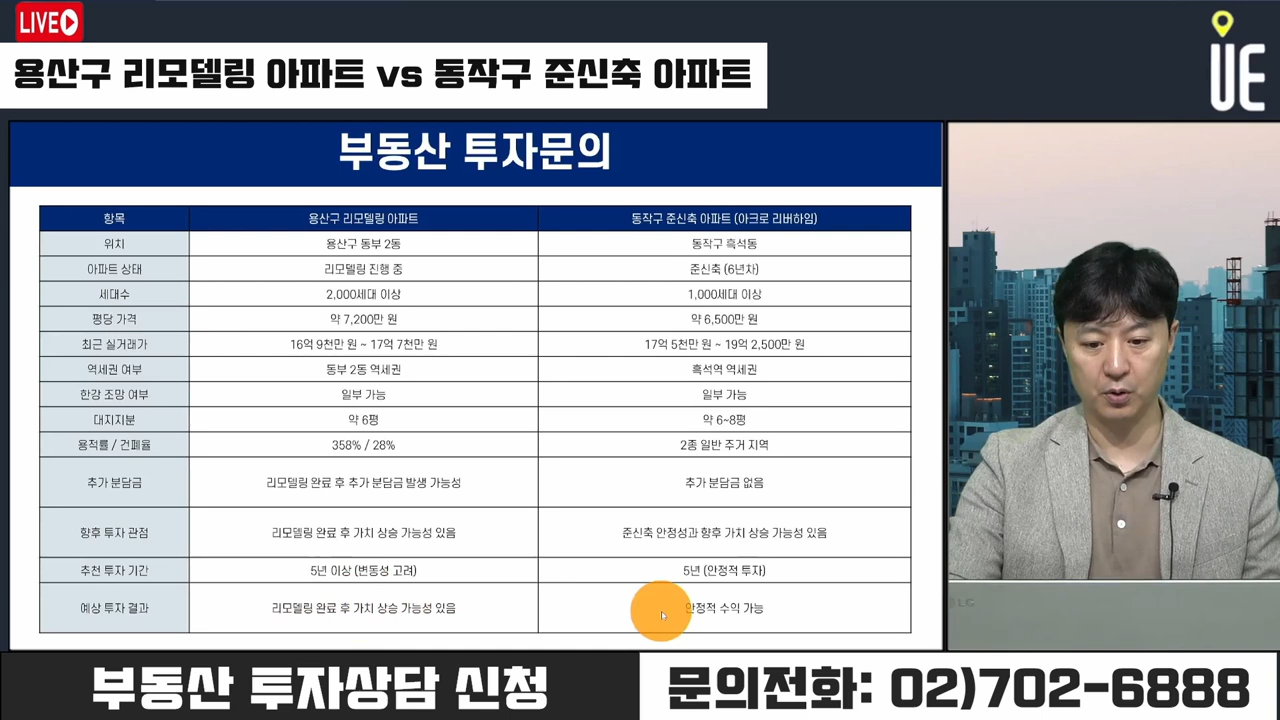 LIVE
용산구 리모델링 아파트 vs 동작구 준신축 아파트
UE
부동산 투자문의
항목 용산구 리모델링 아파트 동작구 준신축 아파트 (아크로 리버하임)
위치 용산구 동부 2동 동작구 흑석동
아파트 상태 리모델링 진행 중 준신축 (6년차)
세대수 2,000세대 이상 1,000세대 이상
평당 가격 약 7,200만 원 약 6,500만 원
최근 실거래가 16억 9천만 원 ~ 17억 7천만 원 17억 5천만 원 ~ 19억 2,500만 원
역세권 여부 동부 2동 역세권 흑석역 역세권
한강 조망 여부 일부 가능 일부 가능
대지지분 약 6평 약 6~8평
용적률 / 건폐율 358% / 28% 2종 일반 주거 지역
추가 분담금 리모델링 완료 후 추가 분담금 발생 가능성 추가 분담금 없음
향후 투자 관점 리모델링 완료 후 가치 상승 가능성 있음 준신축 안정성과 향후 가치 상승 가능성 있음
추천 투자 기간 5년 이상 (변동성 고려) 5년 (안정적 투자)
예상 투자 결과 리모델링 완료 후 가치 상승 가능성 있음 안정적 수익 가능
LG
부동산 투자상담 신청
문의전화: 02)702-6888